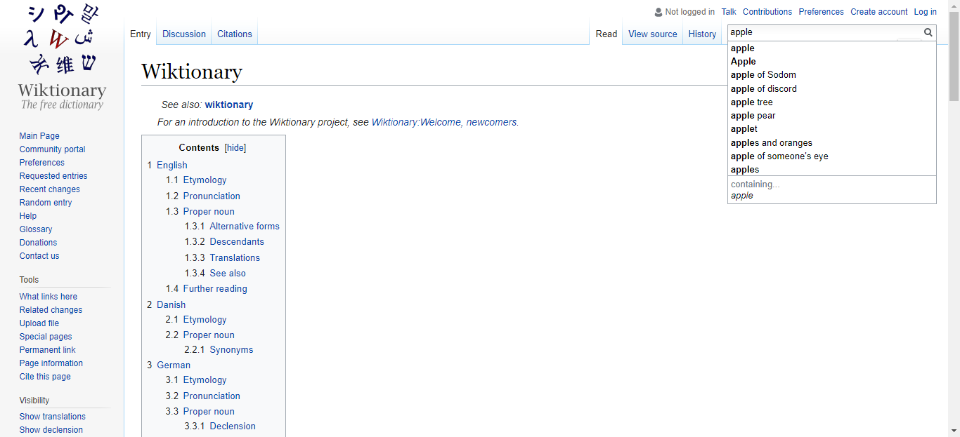 シ РՊ 말
λ W ش
წ 維 ש
Wiktionary
The free dictionary
Not logged in Talk Contributions Preferences Create account Log in
Entry Discussion Citations Read View source History
apple
apple
Apple
apple of Sodom
apple of discord
apple tree
apple pear
applet
apples and oranges
apple of someone's eye
apples
containing...
apple
Main Page
Community portal
Preferences
Requested entries
Recent changes
Random entry
Help
Glossary
Donations
Contact us
Tools
What links here
Related changes
Upload file
Special pages
Permanent link
Page information
Cite this page
Visibility
Show translations
Show declension
Wiktionary
See also: wiktionary
For an introduction to the Wiktionary project, see Wiktionary:Welcome, newcomers.
Contents [hide]
1 English
1.1 Etymology
1.2 Pronunciation
1.3 Proper noun
1.3.1 Alternative forms
1.3.2 Descendants
1.3.3 Translations
1.3.4 See also
1.4 Further reading
2 Danish
2.1 Etymology
2.2 Proper noun
2.2.1 Synonyms
3 German
3.1 Etymology
3.2 Pronunciation
3.3 Proper noun
3.3.1 Declension